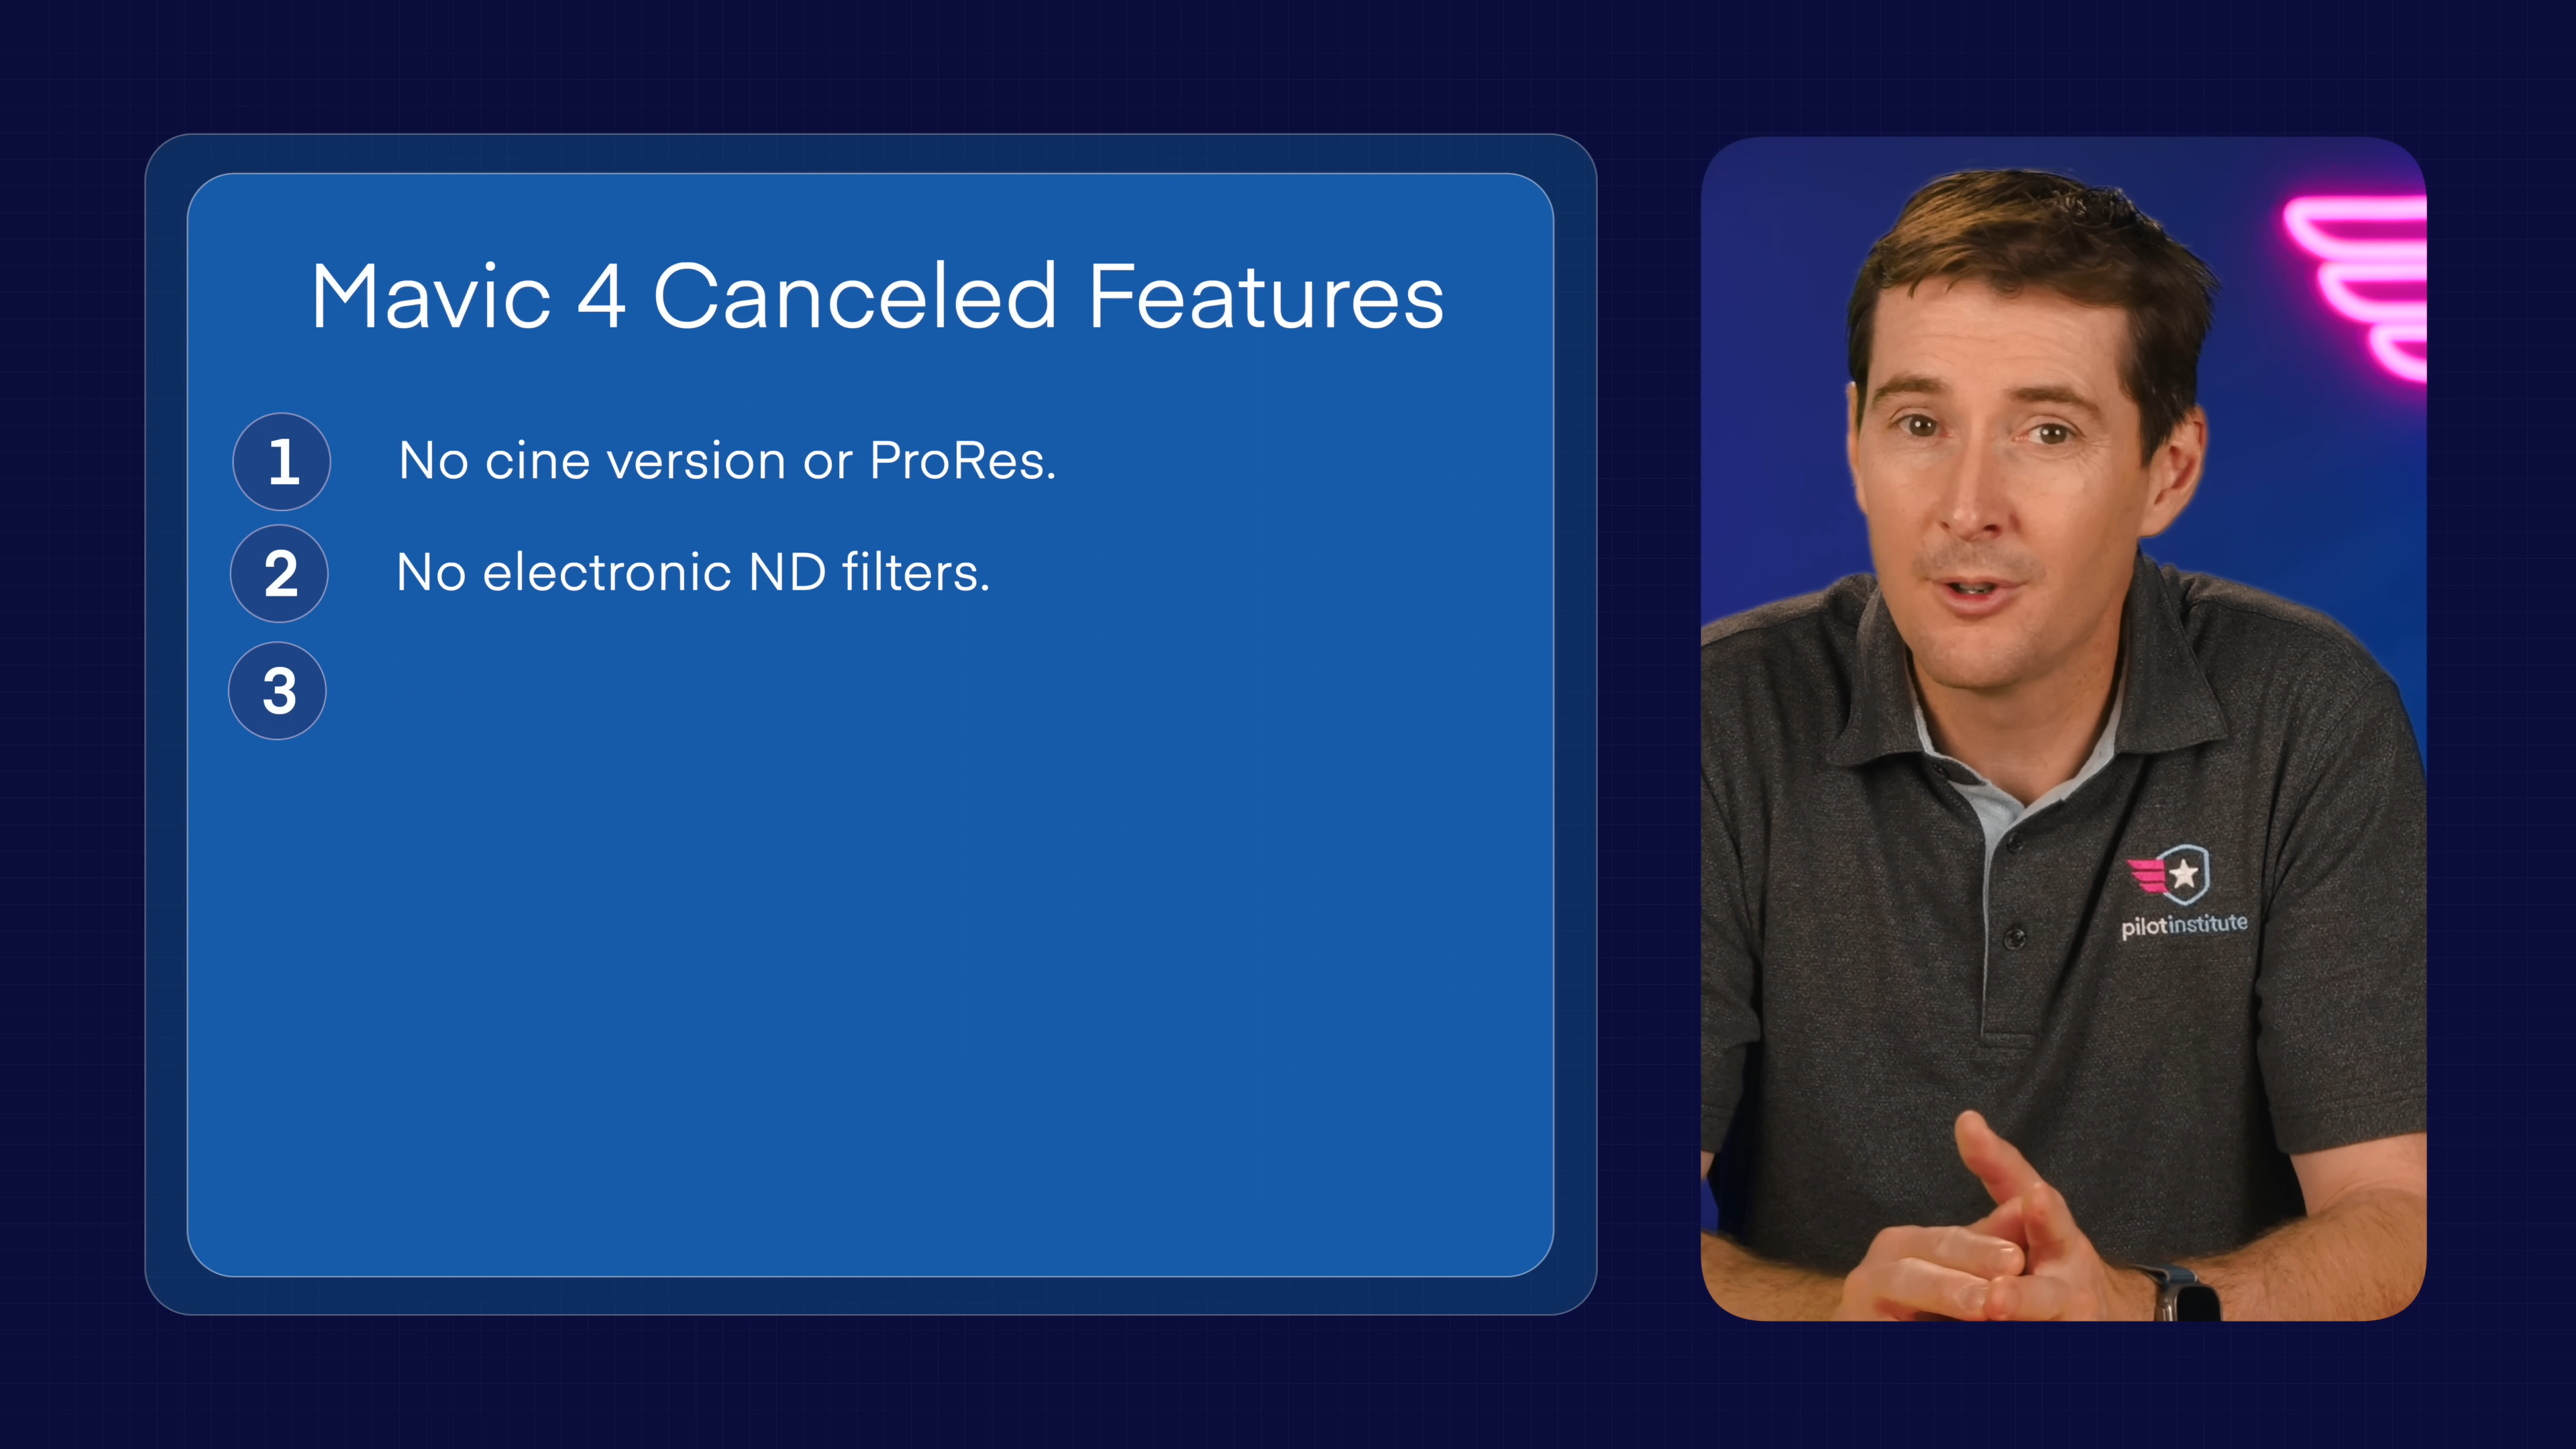 Mavic 4 Canceled Features
1 No cine version or ProRes.
2 No electronic ND filters.
3
pilotinstitute